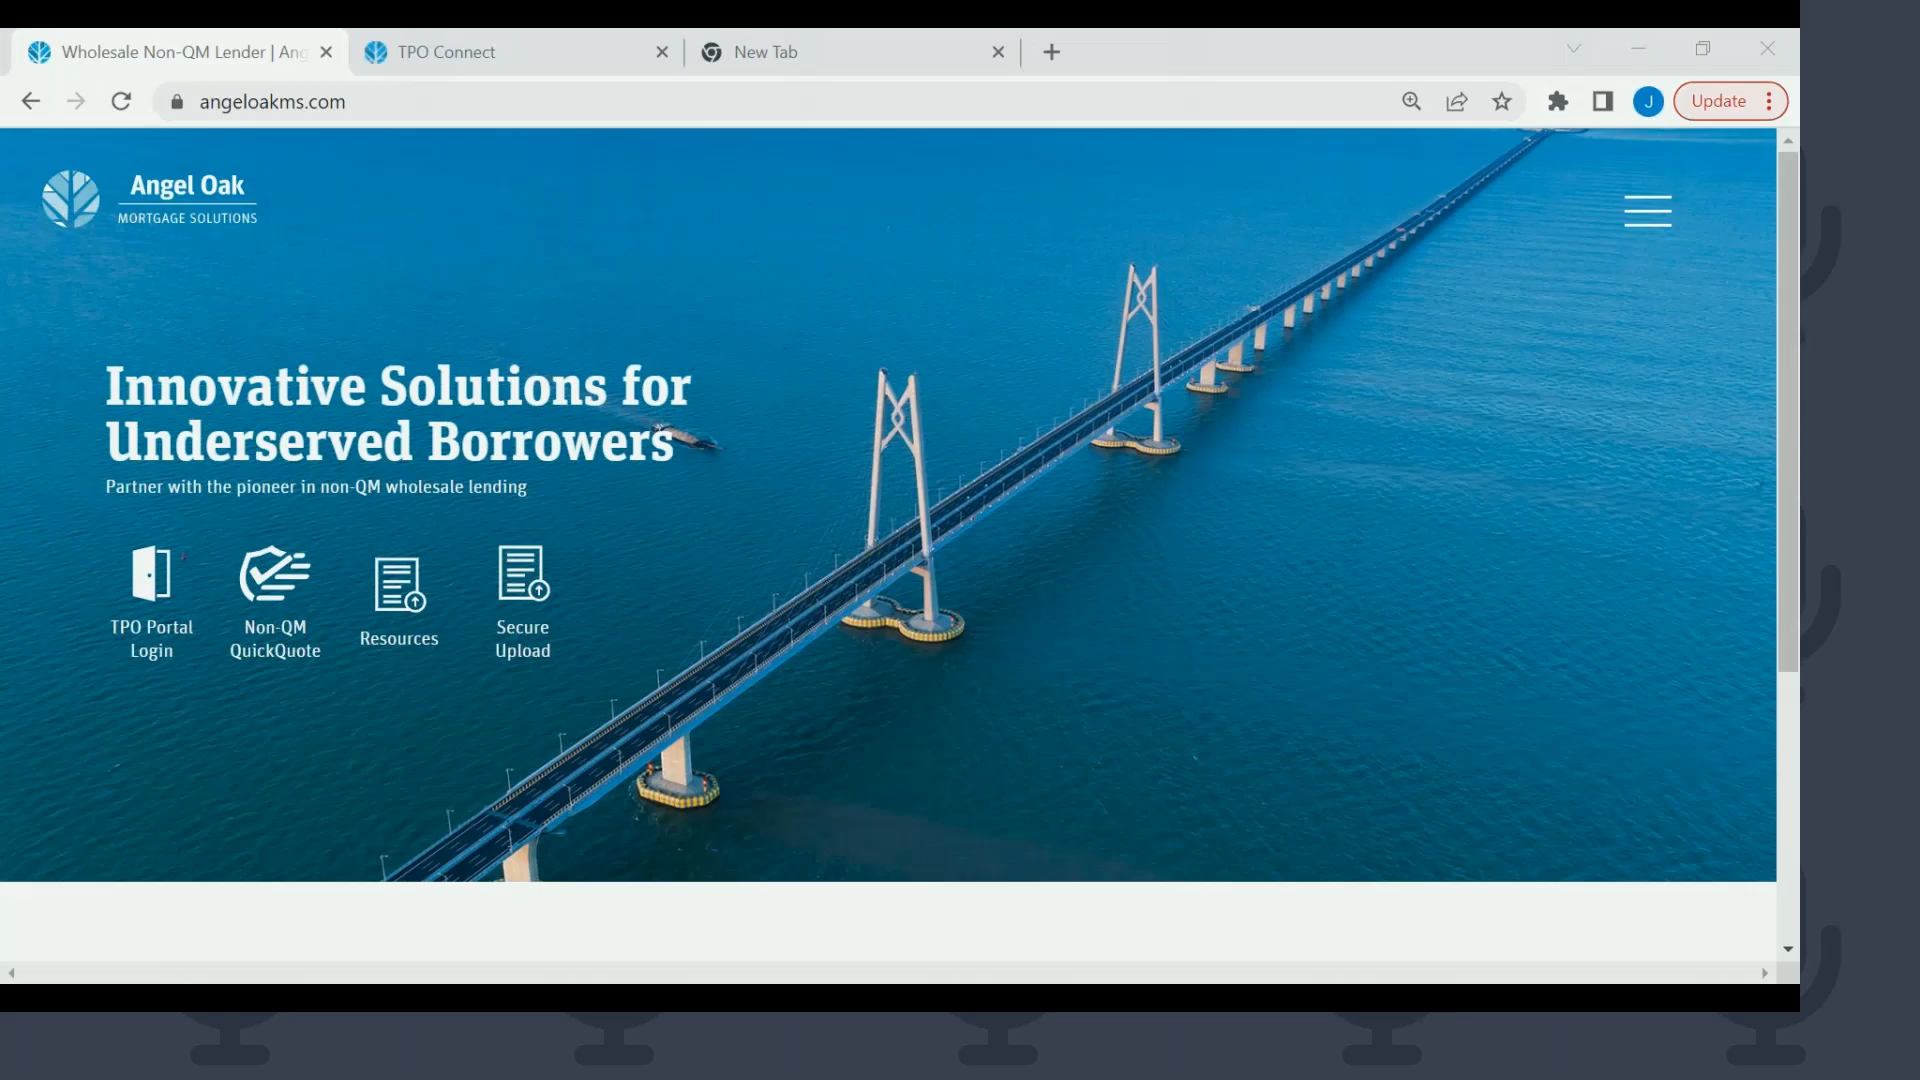 Wholesale Non-QM Lender | Ang
TPO Connect
New Tab
angeloakms.com
J
Update
Angel Oak
MORTGAGE SOLUTIONS
Innovative Solutions for
Underserved Borrowers
Partner with the pioneer in non-QM wholesale lending
TPO Portal
Login
Non-QM
QuickQuote
Resources
Secure
Upload